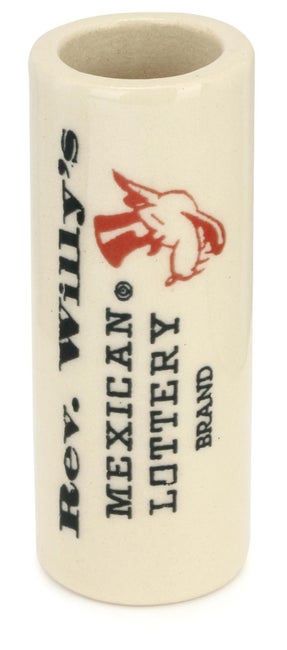 Rev. Willy's
MEXICAN®
LOTTERY
BRAND